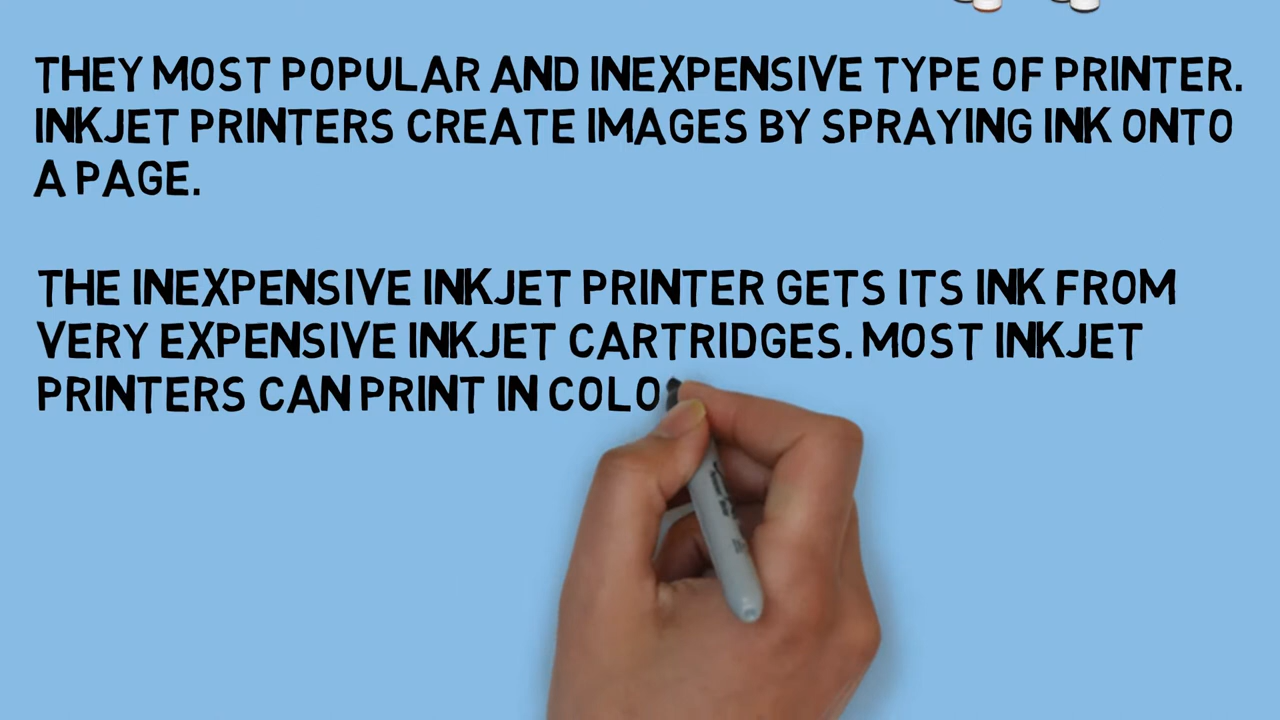 THEY MOST POPULAR AND INEXPENSIVE TYPE OF PRINTER.
INKJET PRINTERS CREATE IMAGES BY SPRAYING INK ONTO
A PAGE.
THE INEXPENSIVE INKJET PRINTER GETS ITS INK FROM
VERY EXPENSIVE INKJET CARTRIDGES. MOST INKJET
PRINTERS CAN PRINT IN COLO